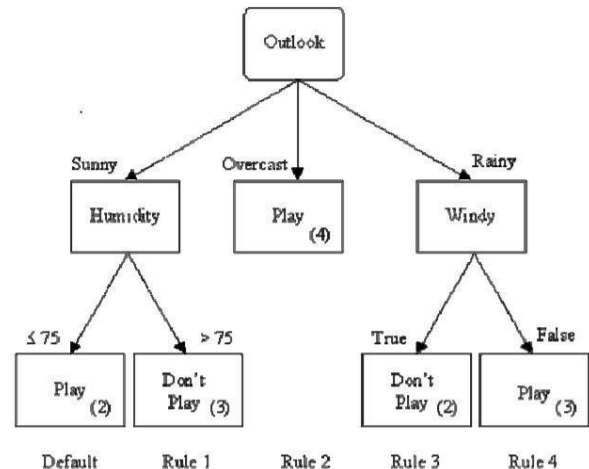 Outlook
Sunny
Overcast
Rainy
Humidity
Play
(4)
Windy
≤ 75
> 75
True
False
Play
(2)
Don't
Play (3)
Don't
Play (2)
Play
(3)
Default
Rule 1
Rule 2
Rule 3
Rule 4